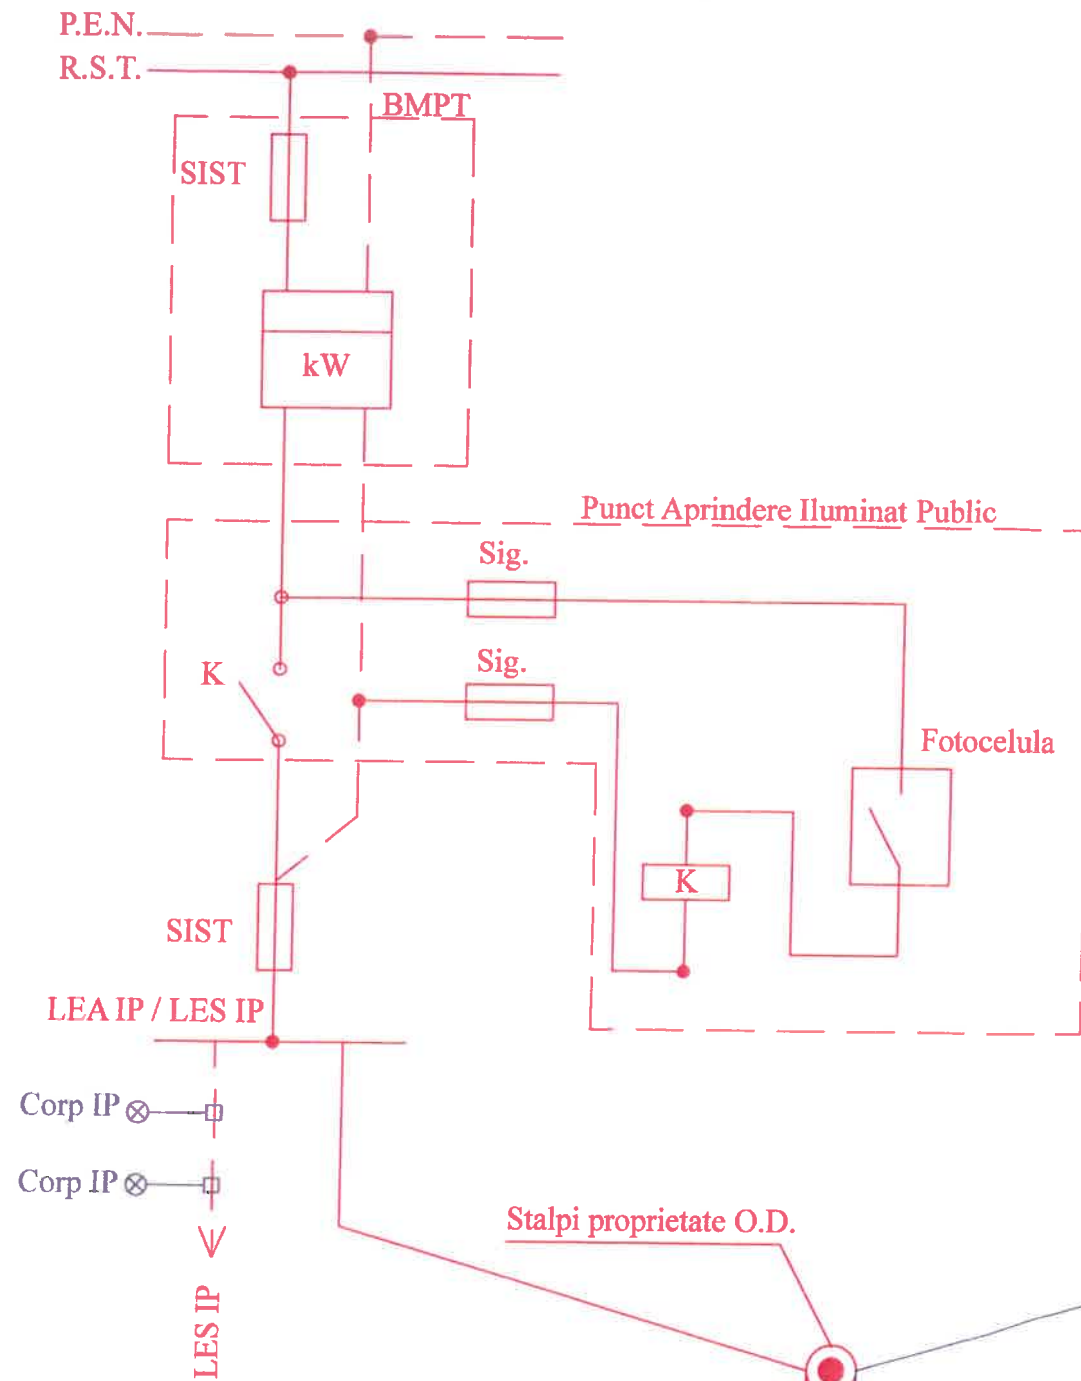 P.E.N.
R.S.T.
BMPT
SIST
kW
Punct Aprindere Iluminat Public
Sig.
Sig.
K
Fotocelula
K
SIST
LEA IP / LES IP
Corp IP
Corp IP
Stalpi proprietate O.D.
LES IP